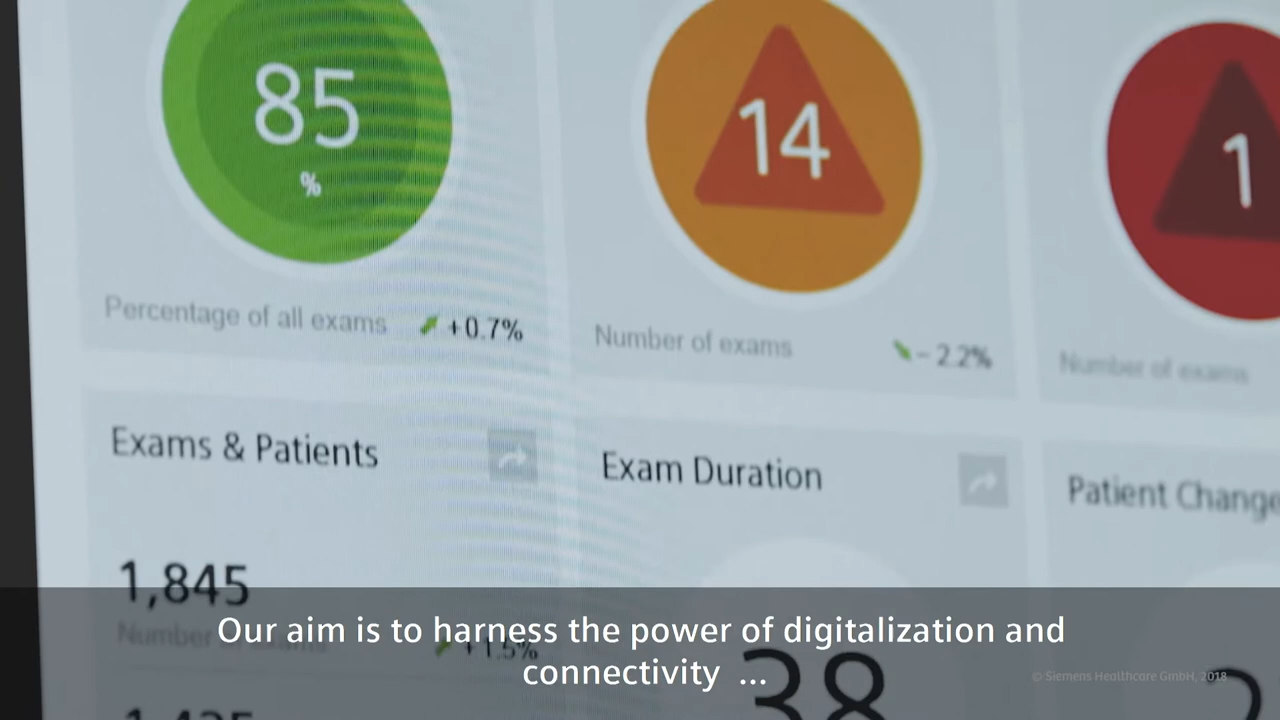 85
%
14
1
Percentage of all exams +0.7%
Number of exams – 2.2%
Number of exams
Exams & Patients
Exam Duration
Patient Change
1,845
Number
+1.5%
38
Our aim is to harness the power of digitalization and
connectivity ...
© Siemens Healthcare GmbH, 2018